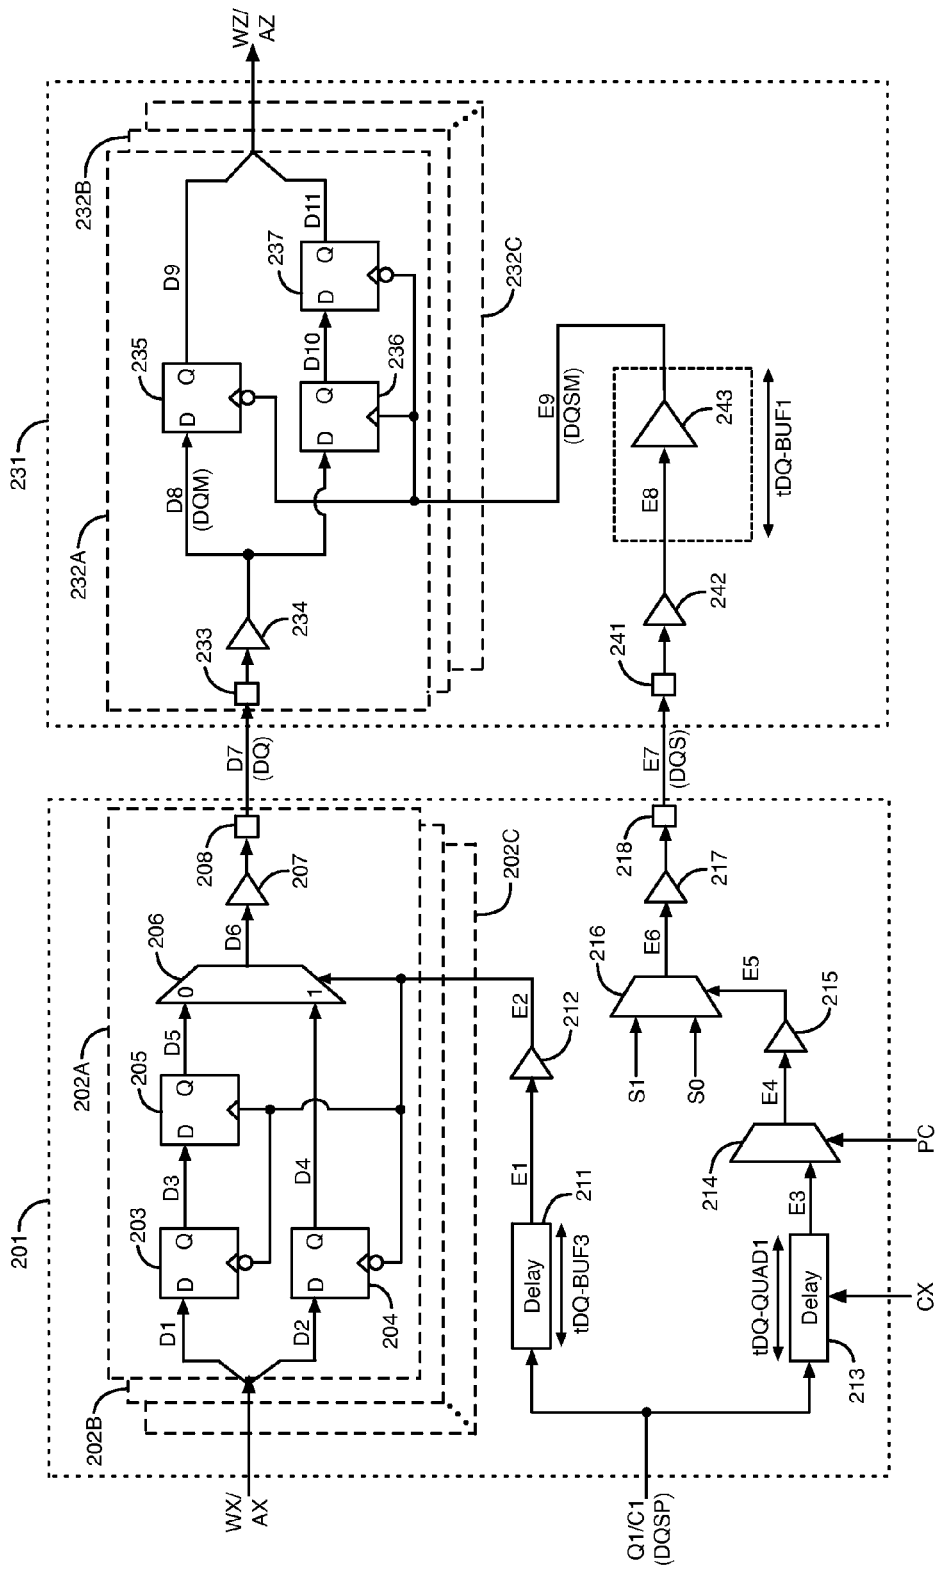 201
202B
202A
WX/
AX
D1
D2
203
D
Q
204
D
Q
D3
D4
205
D
Q
D5
206
0
1
D6
207
208
202C
D7
(DQ)
Q1/C1
(DQSP)
211
Delay
tDQ-BUF3
E1
212
E2
213
Delay
tDQ-QUAD1
CX
E3
214
PC
E4
215
E5
216
S1
S0
E6
217
218
E7
(DQS)
231
232A
232B
232C
233
234
D8
(DQM)
235
D
Q
D9
236
D
Q
D10
237
D
Q
D11
WZ/
AZ
241
242
E8
243
tDQ-BUF1
E9
(DQSM)